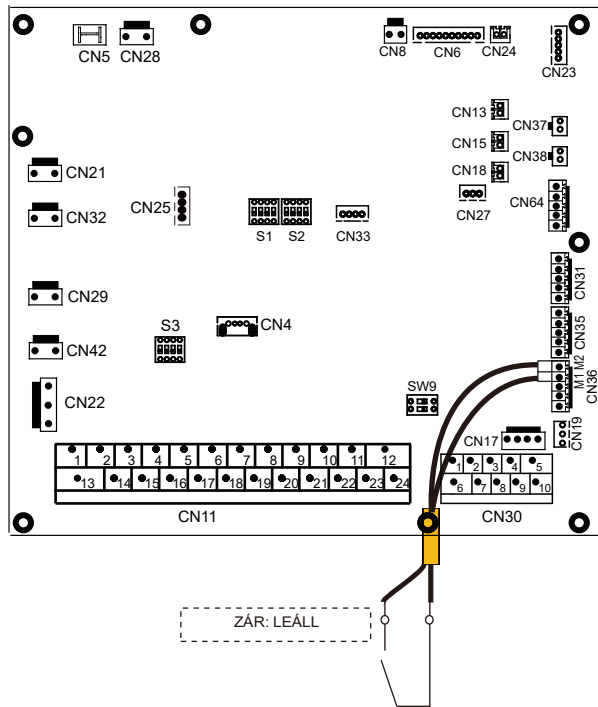 CN5
CN28
CN8
CN6
CN24
CN23
CN13
CN37
CN15
CN38
CN18
CN21
CN32
CN25
S1
S2
CN33
CN27
CN64
CN31
CN29
CN4
S3
CN35
CN42
M1 M2
CN36
CN22
SW9
CN17
CN19
1 2 3 4 5 6 7 8 9 10 11 12
13 14 15 16 17 18 19 20 21 22 23 24
CN11
1 2 3 4 5
6 7 8 9 10
CN30
ZÁR: LEÁLL